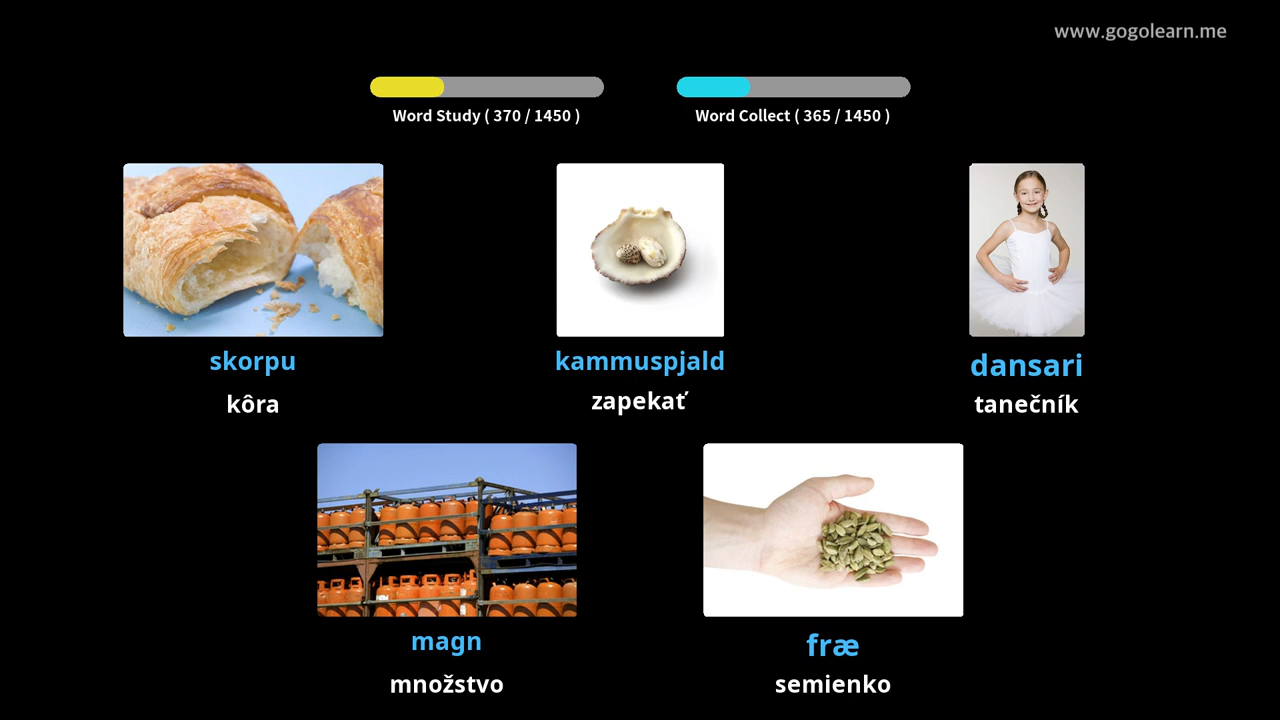 www.gogolearn.me
Word Study ( 370 / 1450 )
Word Collect ( 365 / 1450 )
skorpu
kammuspjald
dansari
kôra
zapekať
tanečník
magn
fræ
množstvo
semienko